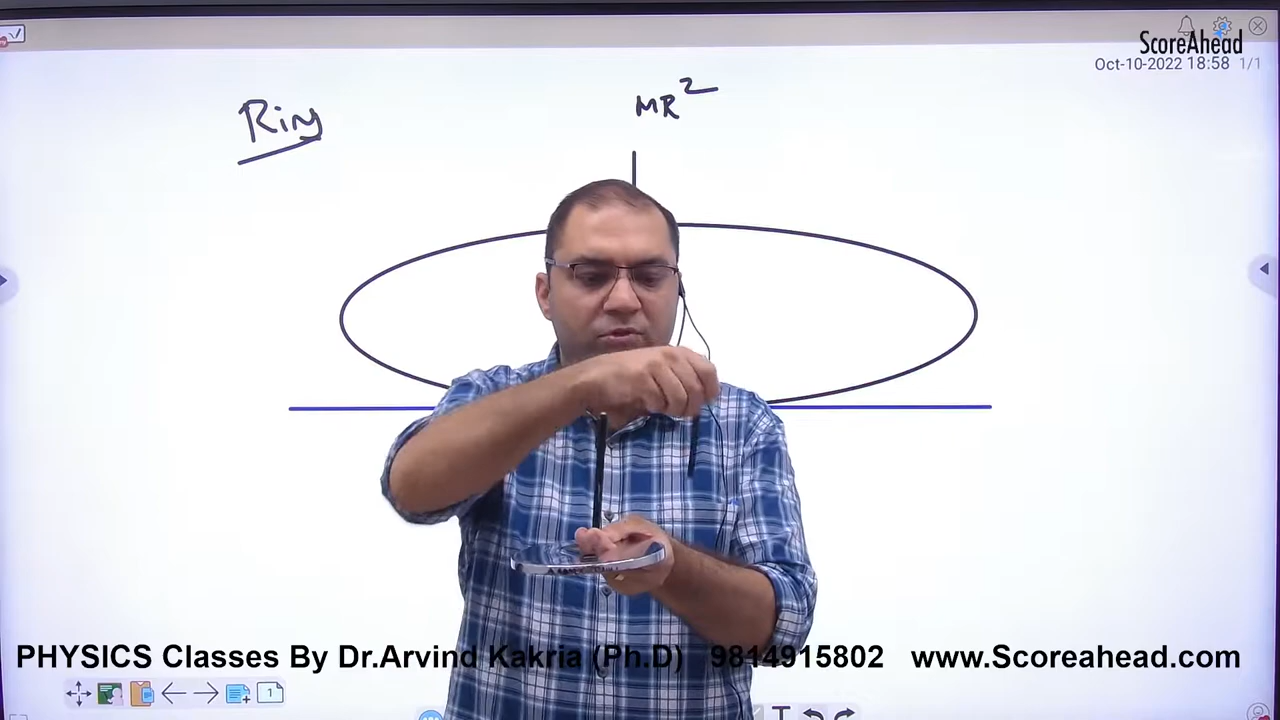 ScoreAhead
Oct-10-2022 18:58 1/1
Ring
MR²
PHYSICS Classes By Dr.Arvind Kakria (Ph.D) 9814915802 www.Scoreahead.com
1
T